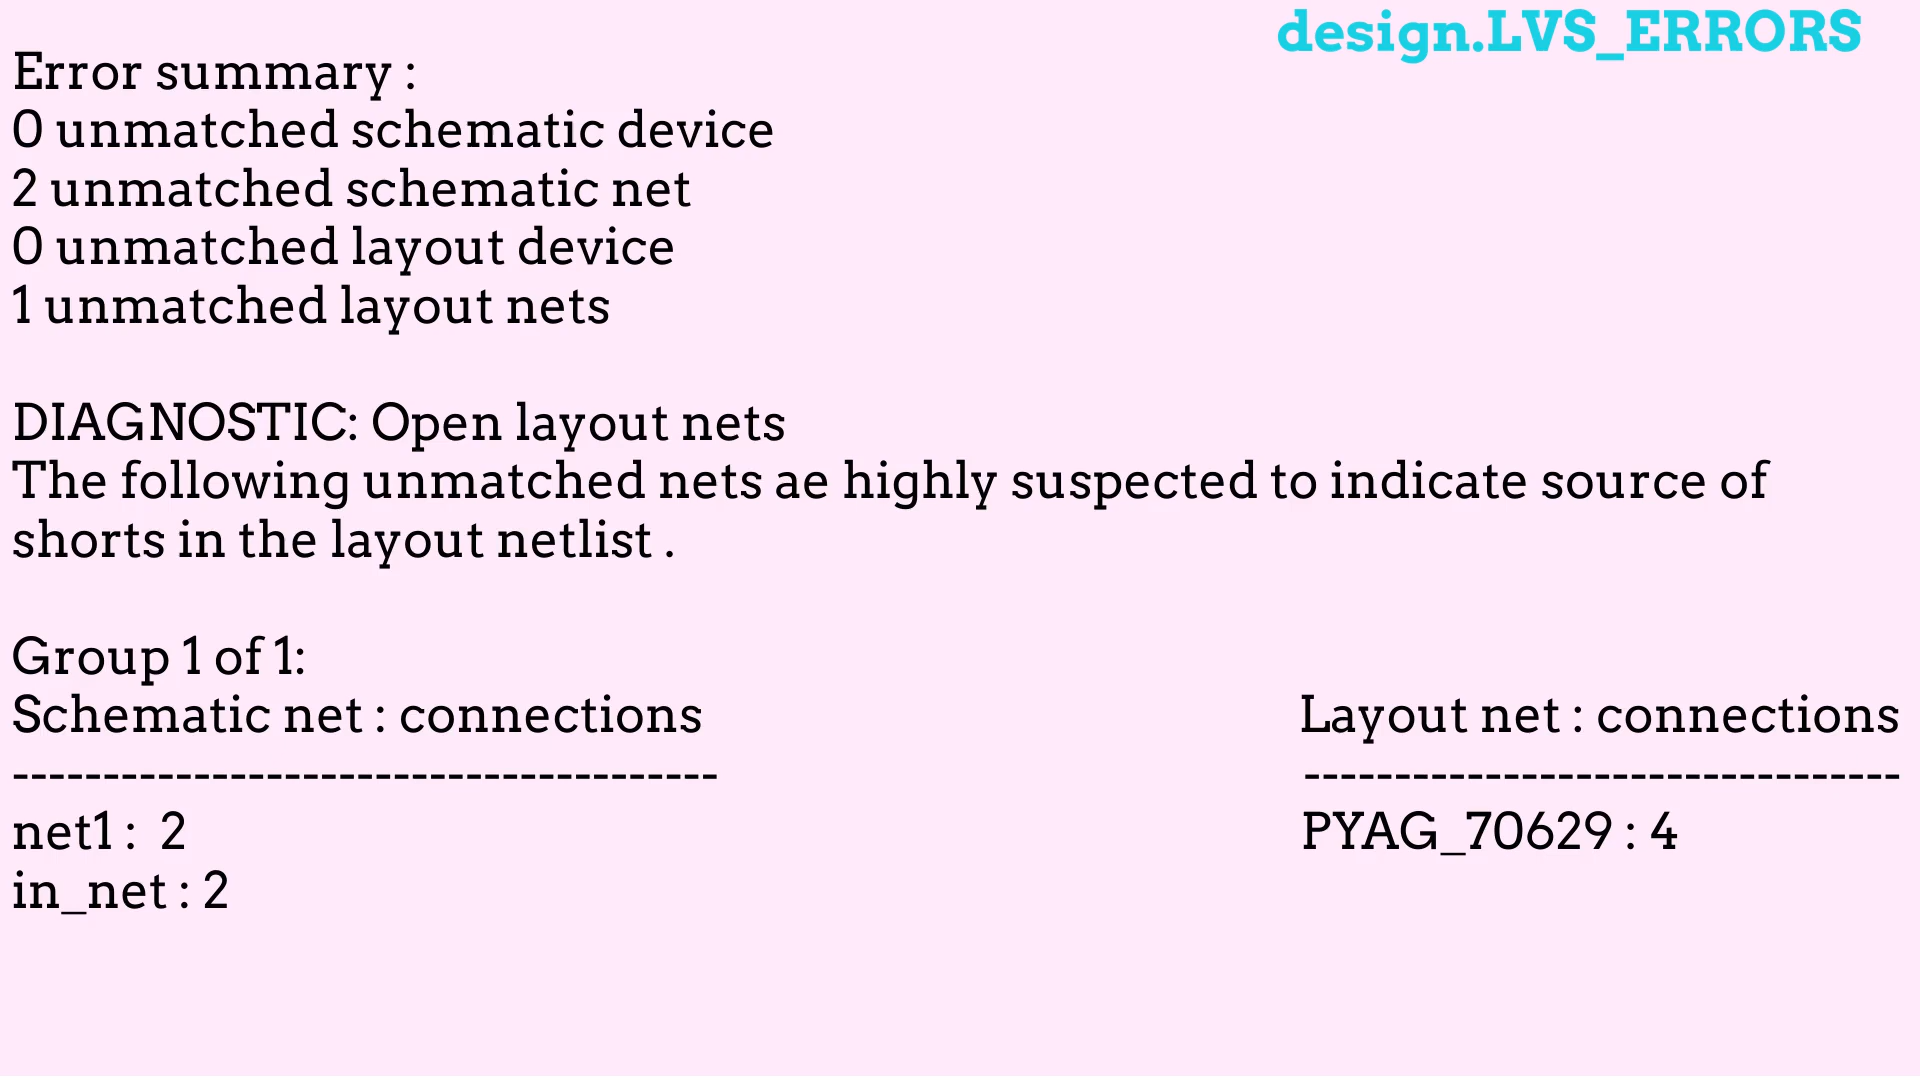 design.LVS_ERRORS
Error summary :
0 unmatched schematic device
2 unmatched schematic net
0 unmatched layout device
1 unmatched layout nets
DIAGNOSTIC: Open layout nets
The following unmatched nets ae highly suspected to indicate source of
shorts in the layout netlist .
Group 1 of 1:
Schematic net : connections Layout net : connections
--------------------------------------- ---------------------------------
net1 :  2 PYAG_70629 : 4
in_net : 2